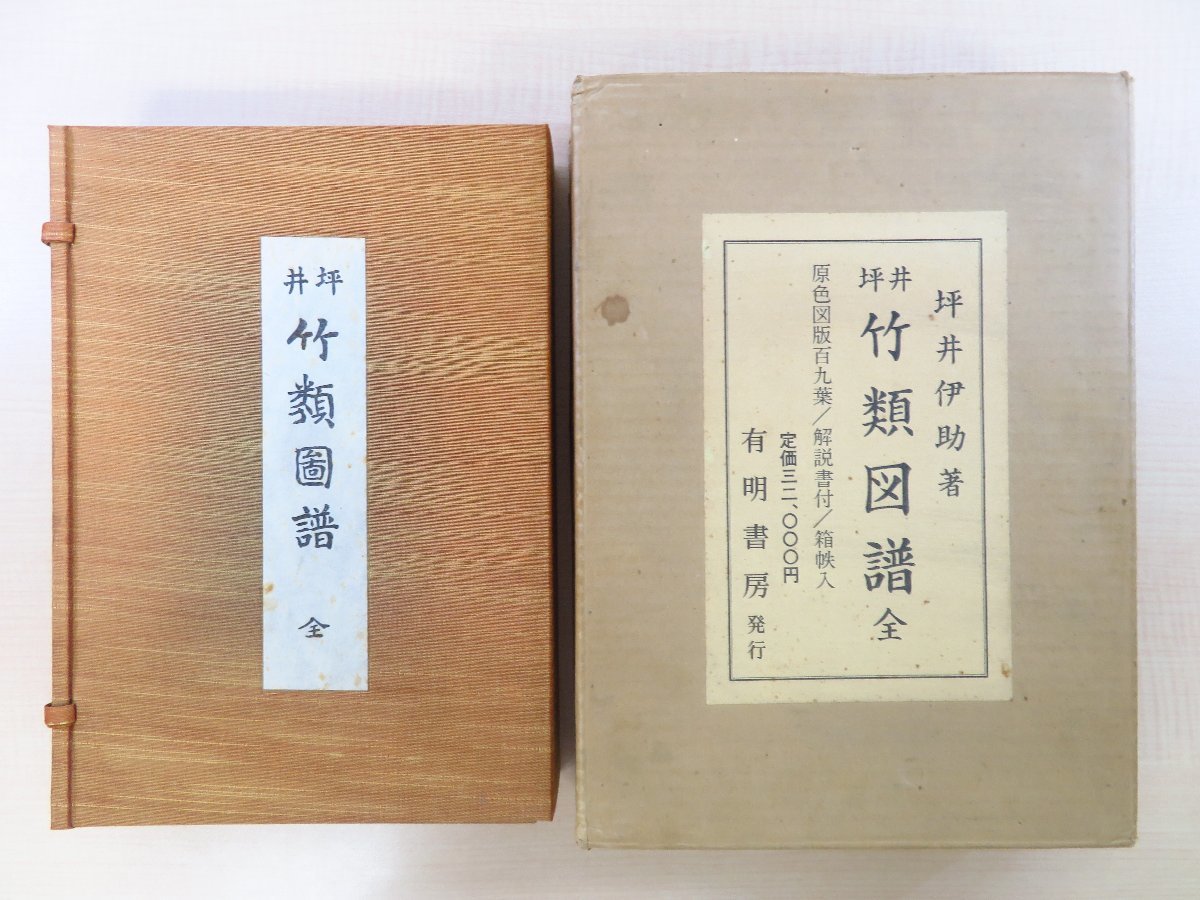 坪井
竹類圖譜
全
坪井伊助著
坪井
竹類図譜
全
原色図版百九葉/解説書付/箱帙入
定価三二、〇〇〇円
有明書房
発行